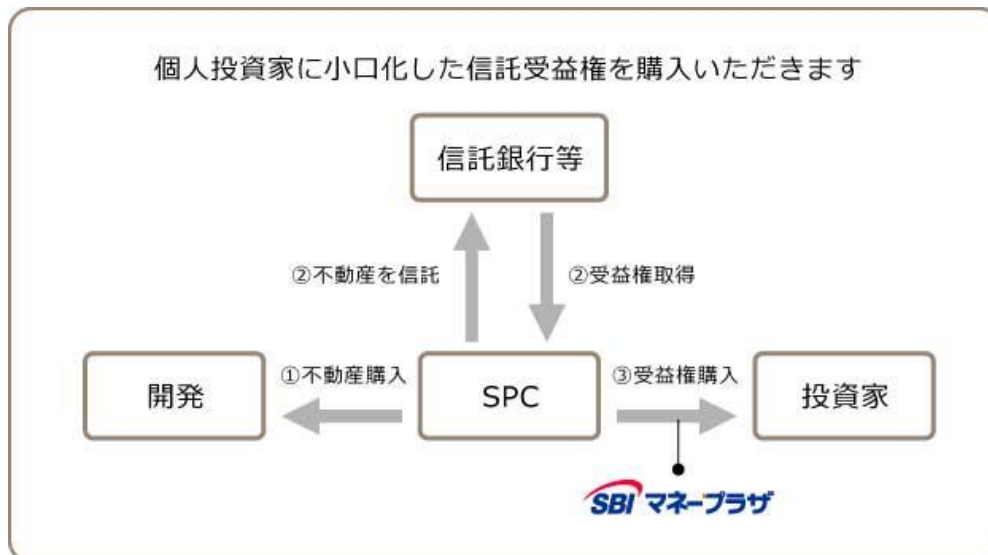 個人投資家に小口化した信託受益権を購入いただきます
信託銀行等
②不動産を信託
②受益権取得
開発
①不動産購入
SPC
③受益権購入
投資家
SBI マネープラザ